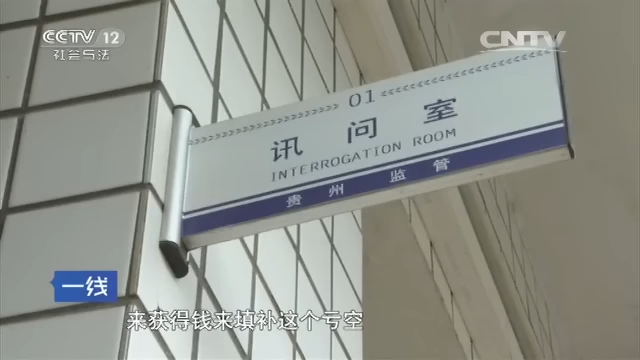 CCTV 12
社会与法
CNTV
01
讯问室
INTERROGATION ROOM
贵州 监管
一线
来获得钱来填补这个亏空